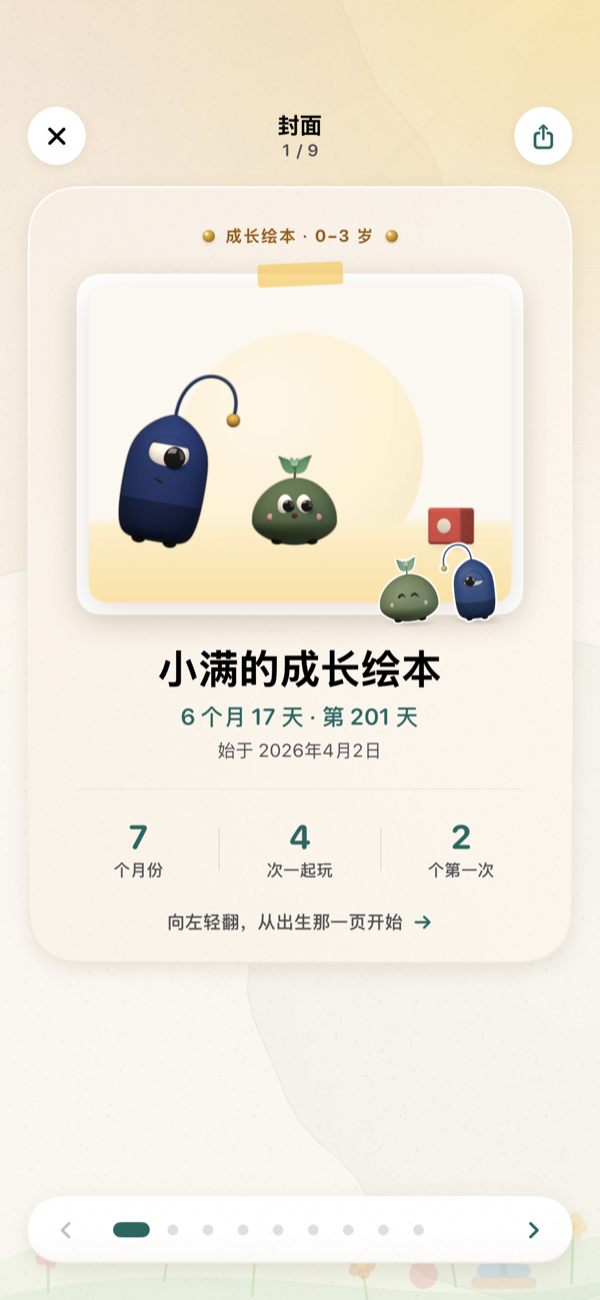 封面
1 / 9
成长绘本 · 0–3 岁
小满的成长绘本
6 个月 17 天 · 第 201 天
始于 2026年4月2日
7
个月份
4
次一起玩
2
个第一次
向左轻翻，从出生那一页开始 →